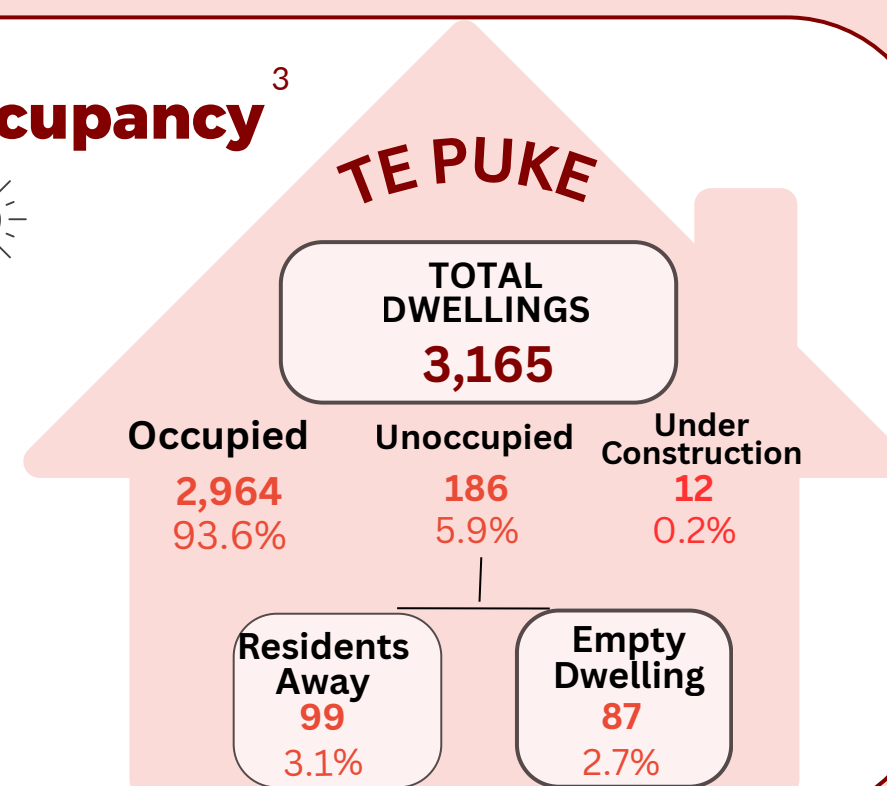 cupancy 3
TE PUKE
TOTAL
DWELLINGS
3,165
Occupied
2,964
93.6%
Unoccupied
186
5.9%
Under
Construction
12
0.2%
Residents
Away
99
3.1%
Empty
Dwelling
87
2.7%